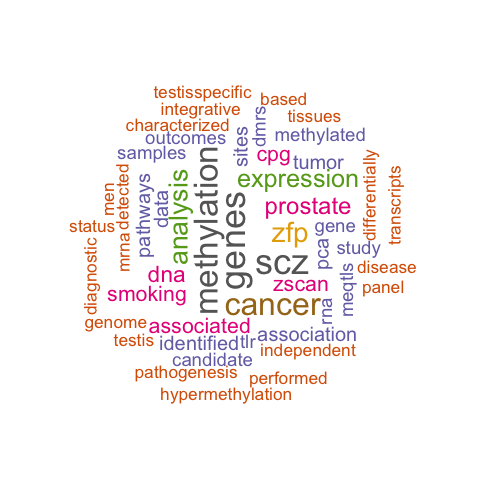 testisspecific
integrative
based
characterized
tissues
outcomes
sites
dmrs
methylated
samples
cpg
tumor
differentially
transcripts
men
detected
pathways
data
analysis
methylation
genes
expression
prostate
status
mrna
zfp
gene
pca
study
diagnostic
dna
scz
zscan
meqtls
disease
smoking
cancer
rna
panel
genome
associated
testis
identified
tlr
association
candidate
independent
pathogenesis
performed
hypermethylation